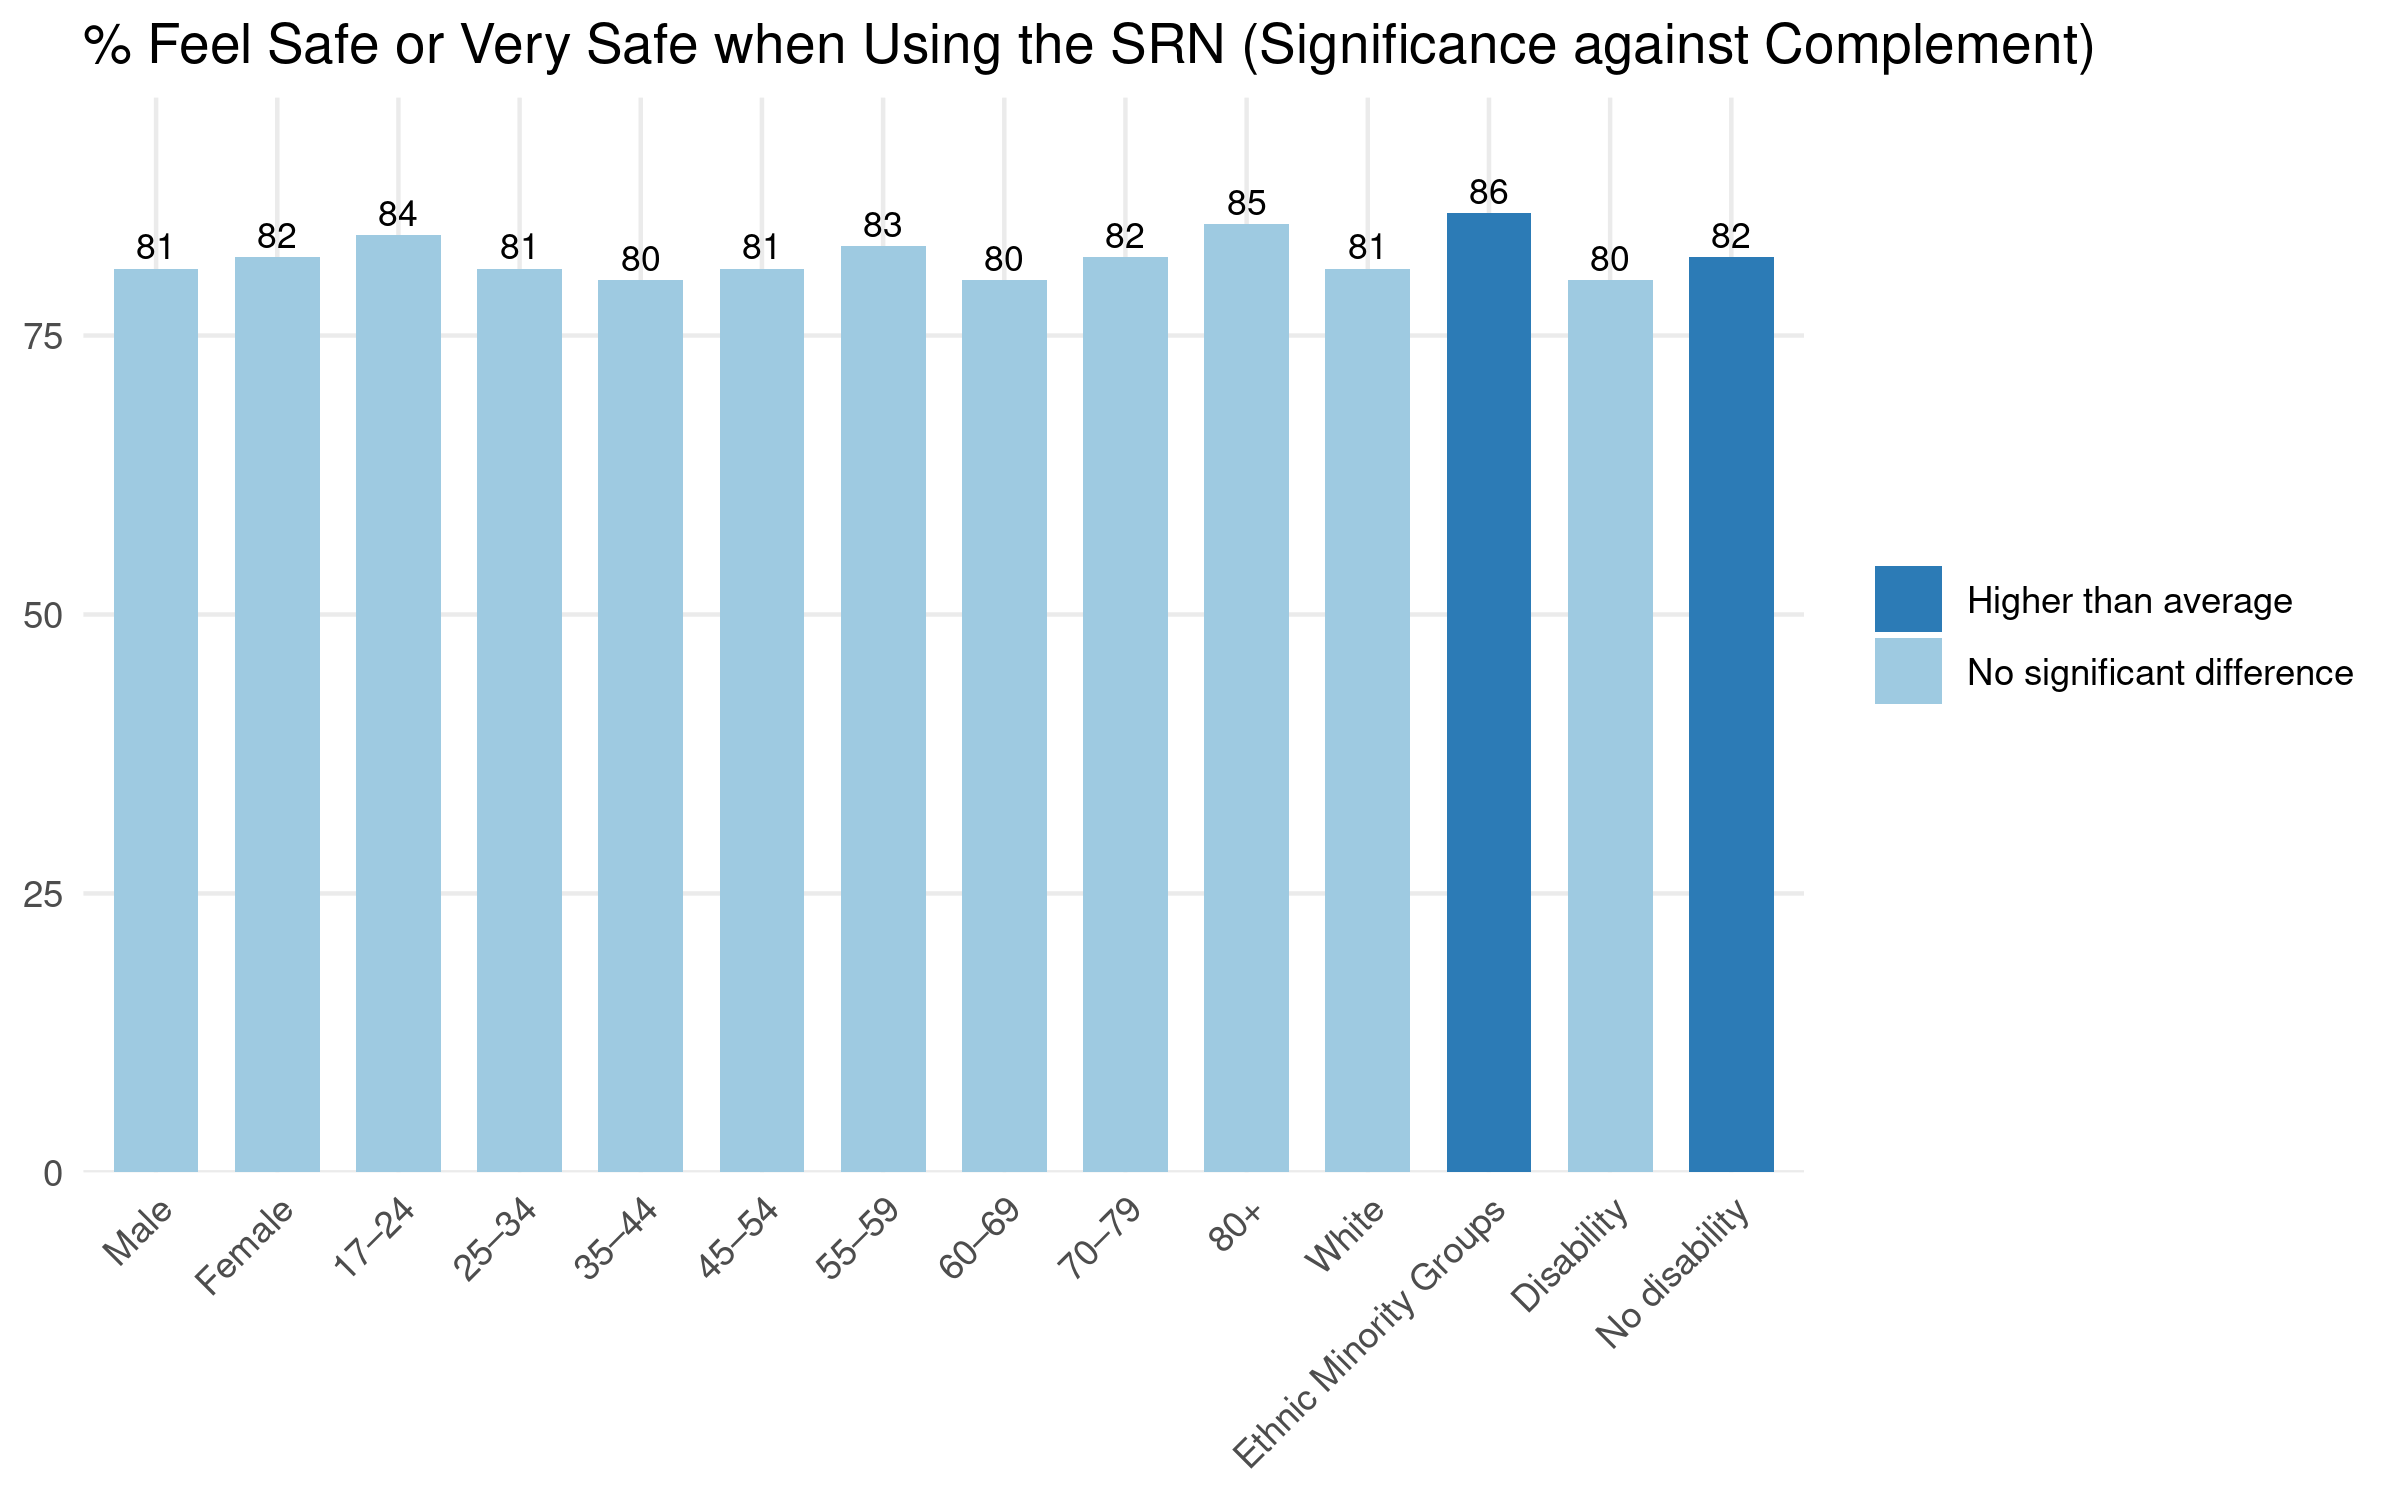 % Feel Safe or Very Safe when Using the SRN (Significance against Complement)
81
82
84
81
80
81
83
80
82
85
81
86
80
82
75
50
25
0
Higher than average
No significant difference
Male
Female
17–24
25–34
35–44
45–54
55–59
60–69
70–79
80+
White
Ethnic Minority Groups
Disability
No disability